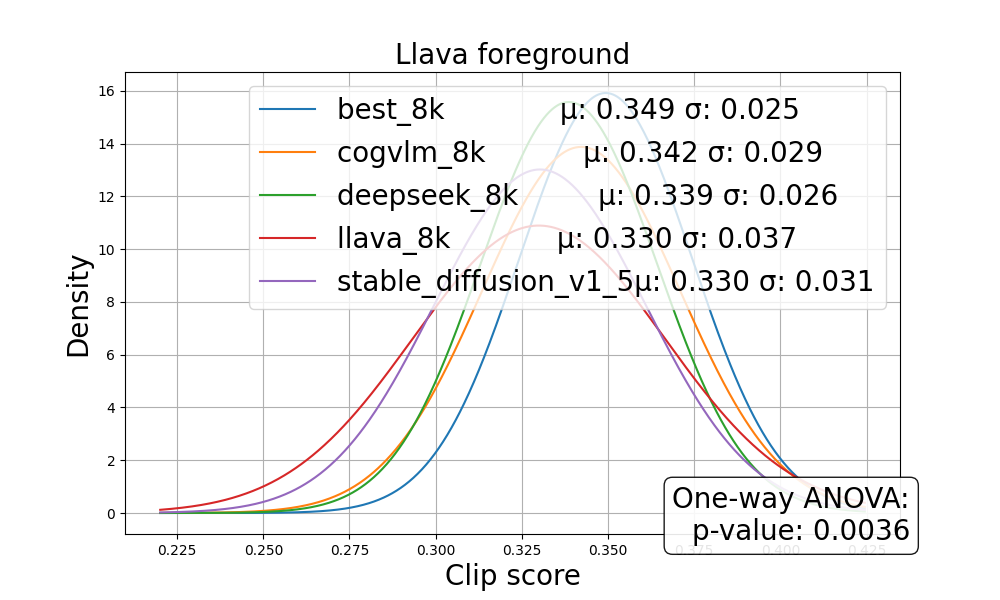 Llava foreground
16
14
12
10
8
6
4
2
0
Density
best_8k μ: 0.349 σ: 0.025
cogvlm_8k μ: 0.342 σ: 0.029
deepseek_8k μ: 0.339 σ: 0.026
llava_8k μ: 0.330 σ: 0.037
stable_diffusion_v1_5μ: 0.330 σ: 0.031
One-way ANOVA:
p-value: 0.0036
0.225 0.250 0.275 0.300 0.325 0.350 0.375 0.400 0.425
Clip score